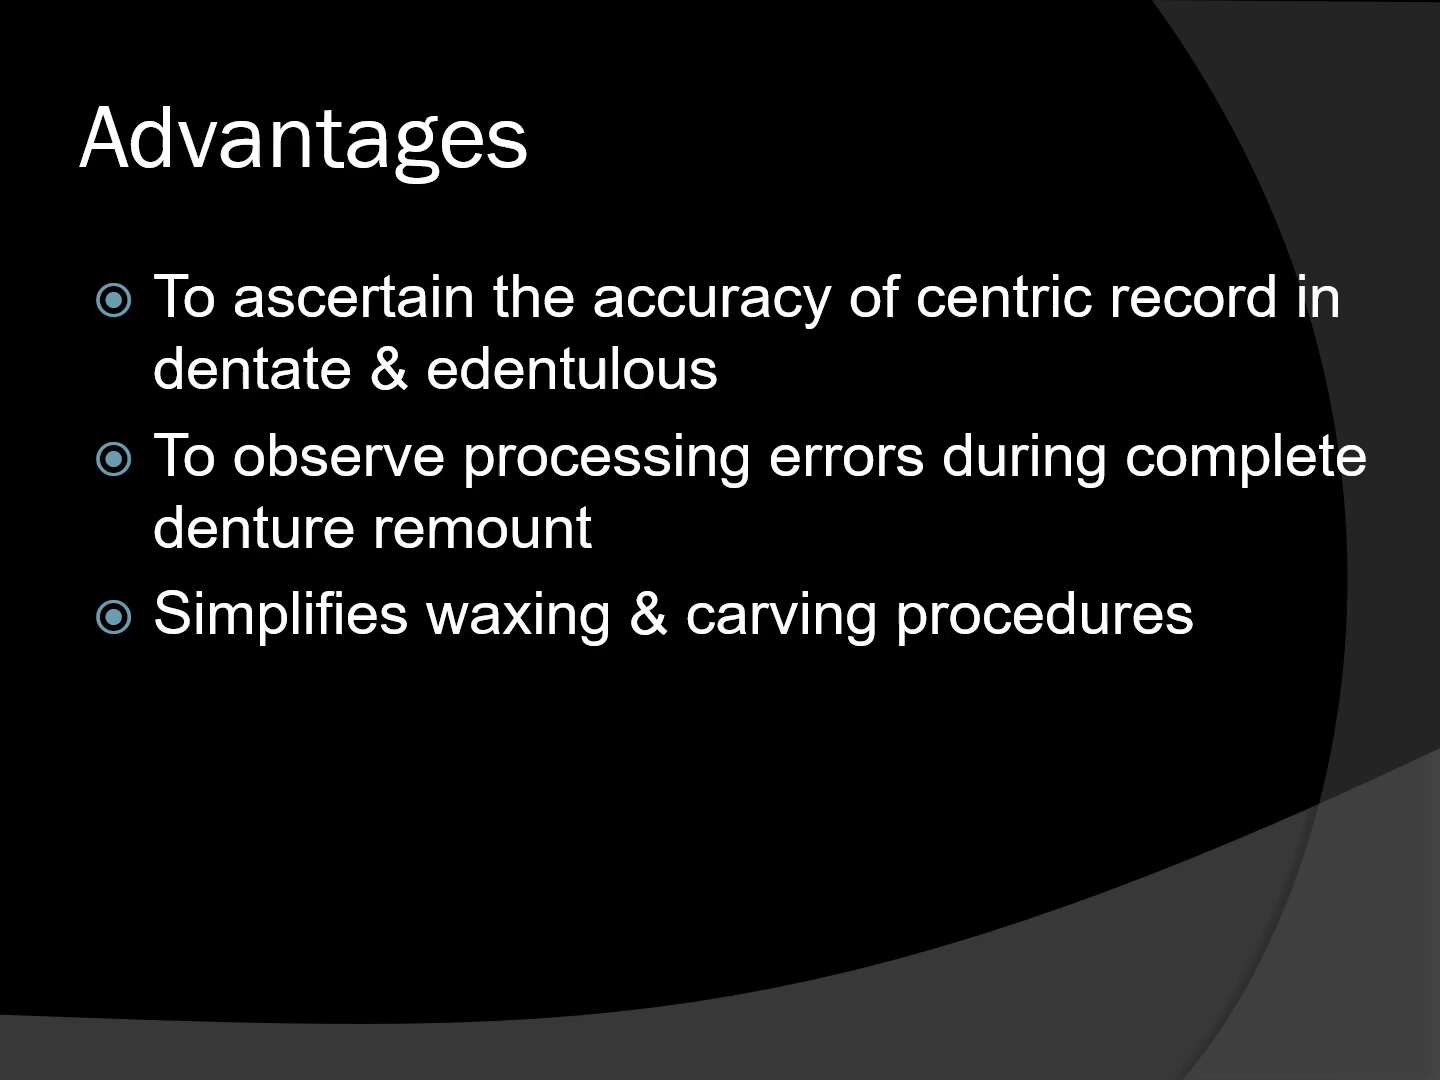 Advantages
To ascertain the accuracy of centric record in
dentate & edentulous
To observe processing errors during complete
denture remount
Simplifies waxing & carving procedures